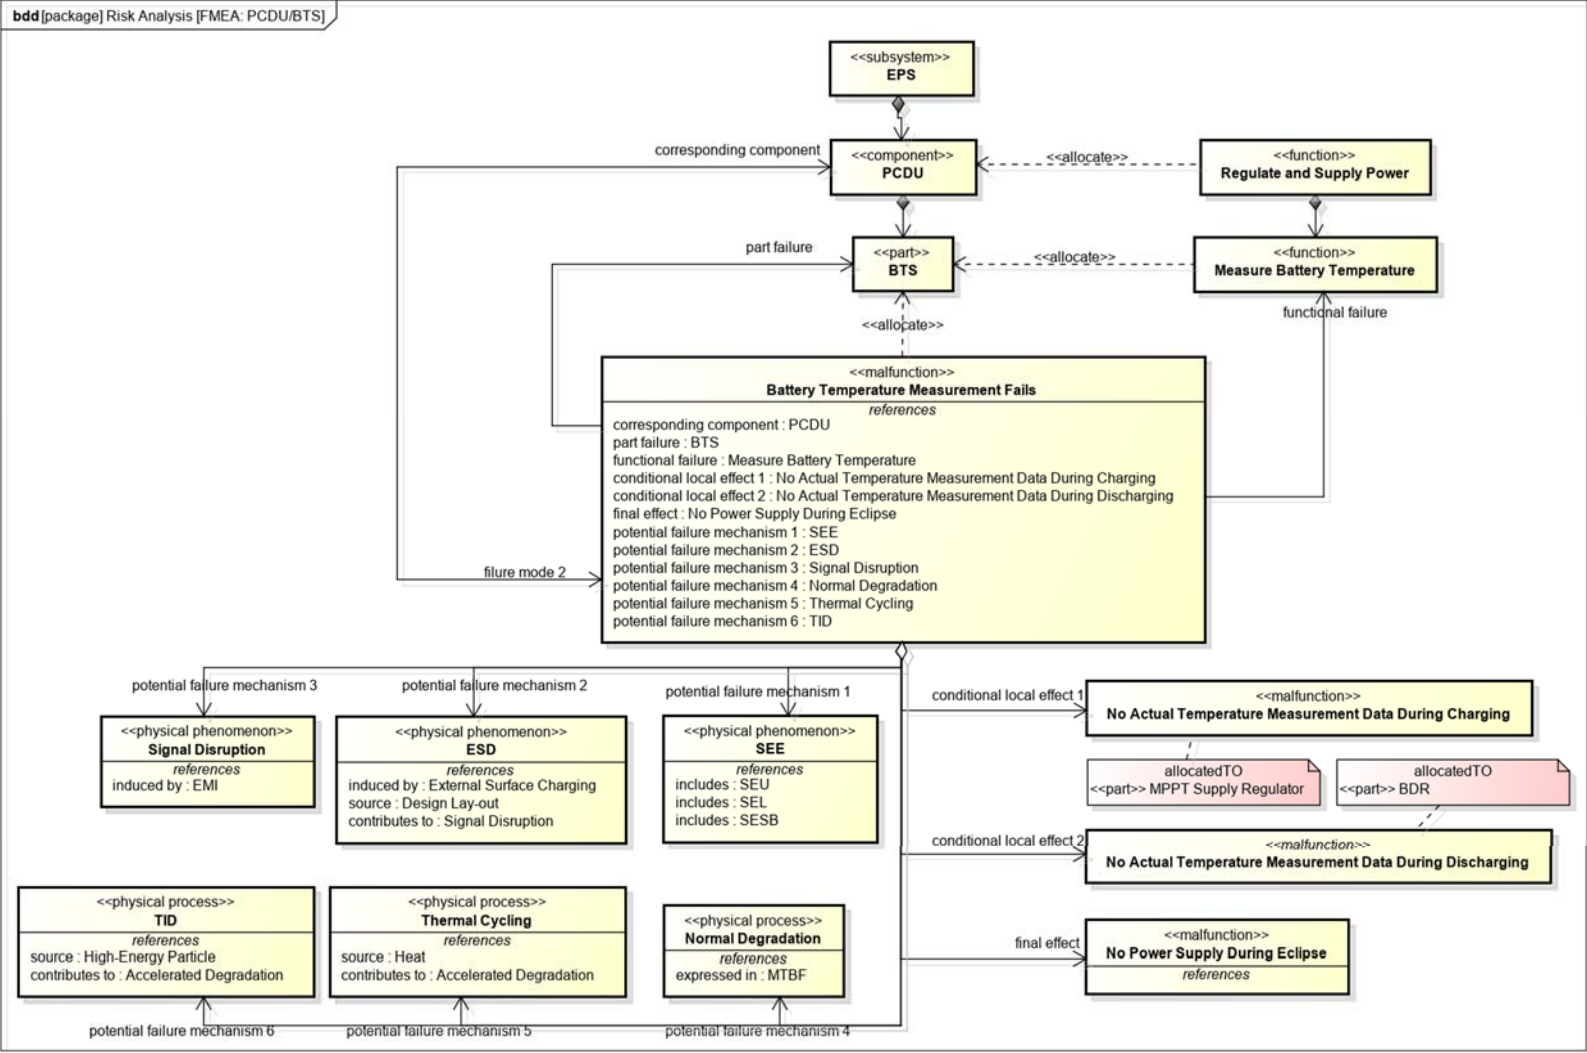 bdd [package] Risk Analysis [FMEA: PCDU/BTS]
<<subsystem>>
EPS
corresponding component
<<component>>
PCDU
<<allocate>>
<<function>>
Regulate and Supply Power
part failure
<<part>>
BTS
<<allocate>>
<<function>>
Measure Battery Temperature
functional failure
<<allocate>>
<<malfunction>>
Battery Temperature Measurement Fails
references
corresponding component : PCDU
part failure : BTS
functional failure : Measure Battery Temperature
conditional local effect 1 : No Actual Temperature Measurement Data During Charging
conditional local effect 2 : No Actual Temperature Measurement Data During Discharging
final effect : No Power Supply During Eclipse
potential failure mechanism 1 : SEE
potential failure mechanism 2 : ESD
potential failure mechanism 3 : Signal Disruption
potential failure mechanism 4 : Normal Degradation
potential failure mechanism 5 : Thermal Cycling
potential failure mechanism 6 : TID
filure mode 2
potential failure mechanism 3
potential failure mechanism 2
potential failure mechanism 1
<<physical phenomenon>>
Signal Disruption
references
induced by : EMI
<<physical phenomenon>>
ESD
references
induced by : External Surface Charging
source : Design Lay-out
contributes to : Signal Disruption
<<physical phenomenon>>
SEE
references
includes : SEU
includes : SEL
includes : SESB
conditional local effect 1
<<malfunction>>
No Actual Temperature Measurement Data During Charging
allocatedTO
<<part>> MPPT Supply Regulator
allocatedTO
<<part>> BDR
conditional local effect 2
<<malfunction>>
No Actual Temperature Measurement Data During Discharging
<<physical process>>
TID
references
source : High-Energy Particle
contributes to : Accelerated Degradation
<<physical process>>
Thermal Cycling
references
source : Heat
contributes to : Accelerated Degradation
<<physical process>>
Normal Degradation
references
expressed in : MTBF
final effect
<<malfunction>>
No Power Supply During Eclipse
references
potential failure mechanism 6
potential failure mechanism 5
potential failure mechanism 4